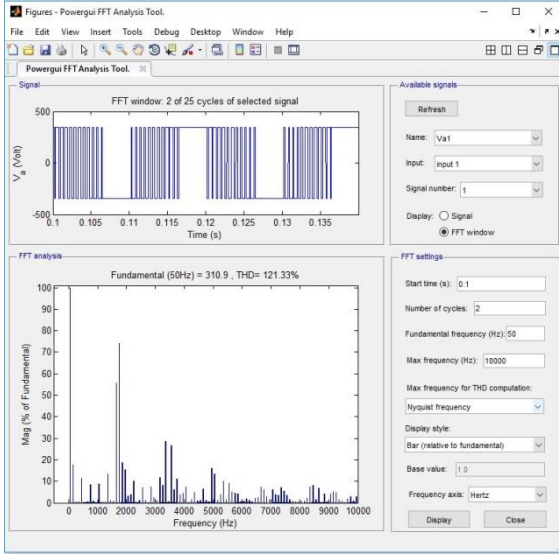 Figures - Powergui FFT Analysis Tool.
File Edit View Insert Tools Debug Desktop Window Help
Powergui FFT Analysis Tool.
Signal
FFT window: 2 of 25 cycles of selected signal
500
0
-500
V_a (Volt)
0.1 0.105 0.11 0.115 0.12 0.125 0.13 0.135
Time (s)
Available signals
Refresh
Name: Va1
Input: input 1
Signal number: 1
Display: Signal
FFT window
FFT analysis
Fundamental (50Hz) = 310.9 , THD= 121.33%
100
90
80
70
60
50
40
30
20
10
0
Mag (% of Fundamental)
0 1000 2000 3000 4000 5000 6000 7000 8000 9000 10000
Frequency (Hz)
FFT settings
Start time (s): 0.1
Number of cycles: 2
Fundamental frequency (Hz): 50
Max frequency (Hz): 10000
Max frequency for THD computation:
Nyquist frequency
Display style:
Bar (relative to fundamental)
Base value: 1.0
Frequency axis: Hertz
Display Close